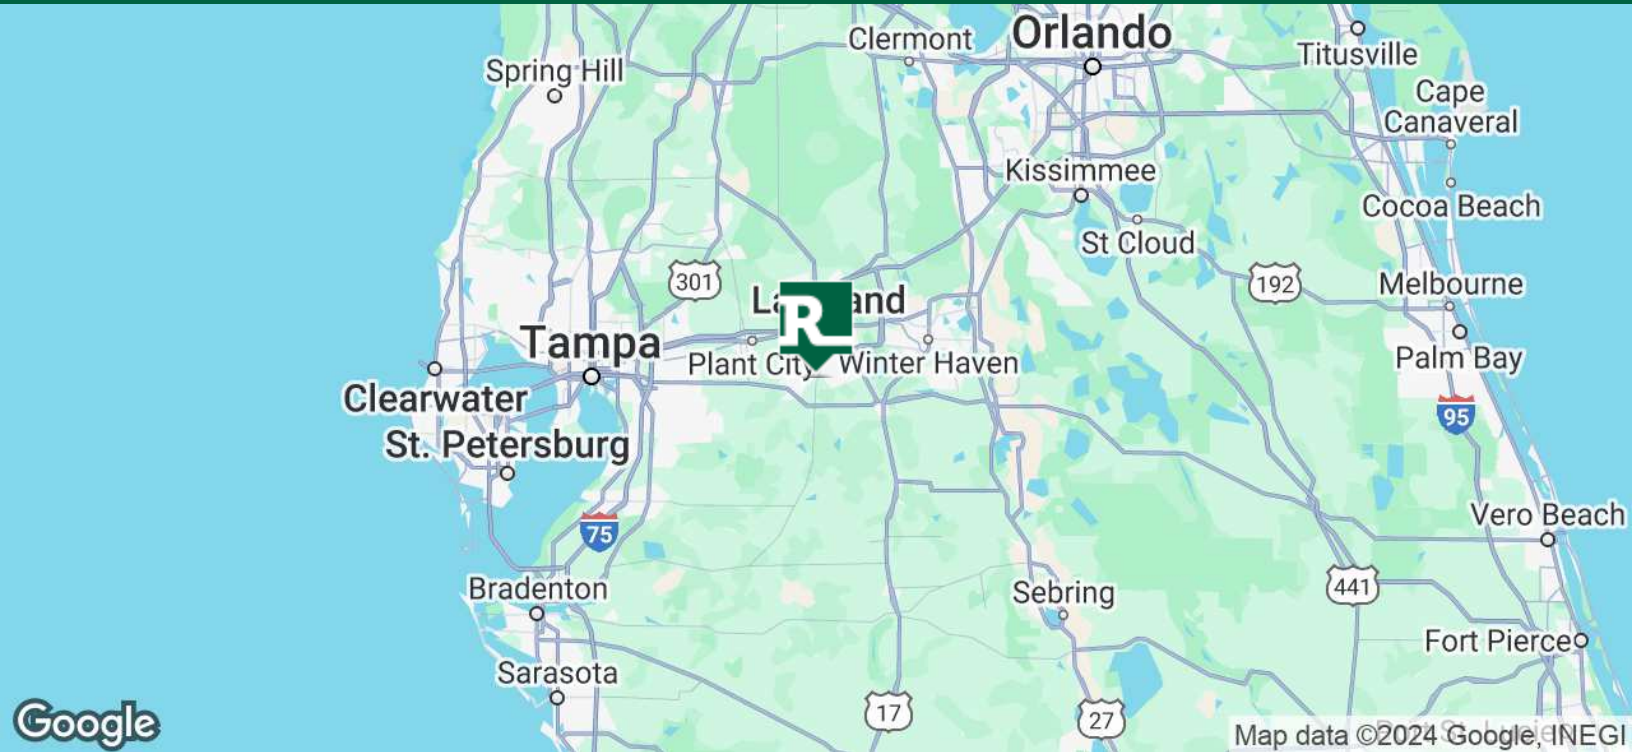 Orlando
Clermont
Titusville
Spring Hill
Cape
Canaveral
Kissimmee
Cocoa Beach
St Cloud
301
192
Melbourne
R
Tampa
Plant City
Winter Haven
Palm Bay
Clearwater
95
St. Petersburg
75
Vero Beach
Bradenton
Sebring
441
Fort Pierce
Sarasota
17
27
Google
Map data ©2024 Google, INEGI